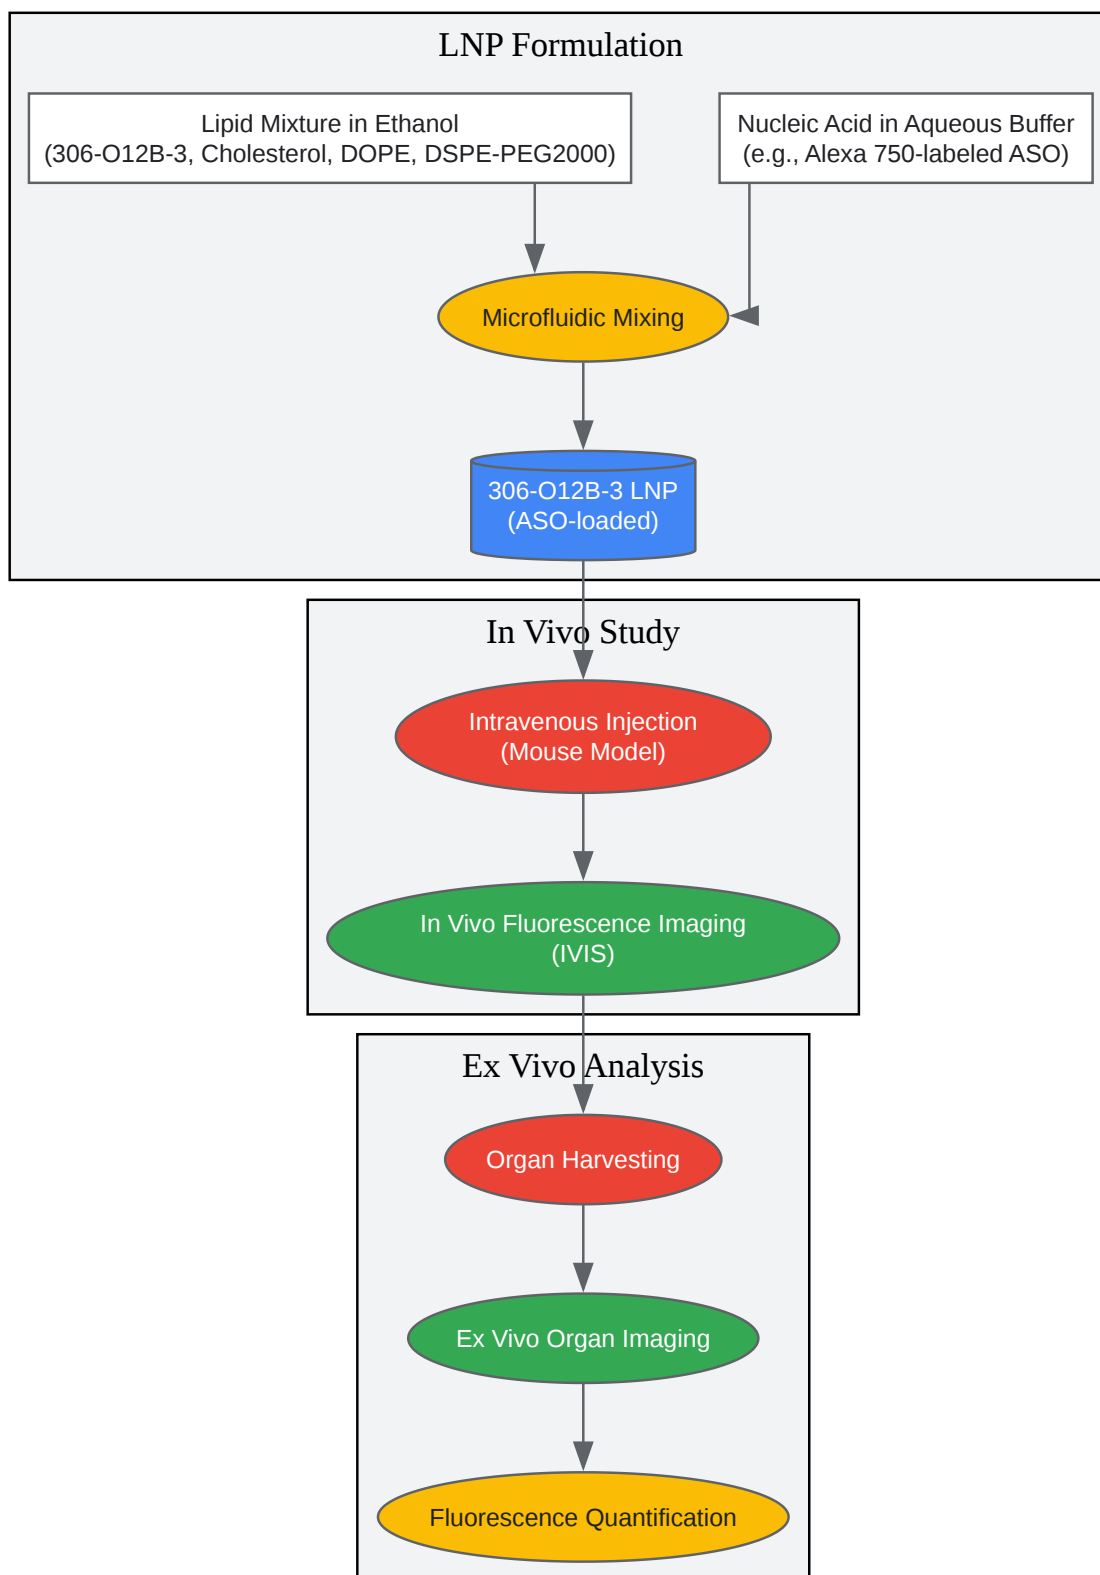 LNP Formulation
Lipid Mixture in Ethanol
(306-O12B-3, Cholesterol, DOPE, DSPE-PEG2000)
Nucleic Acid in Aqueous Buffer
(e.g., Alexa 750-labeled ASO)
Microfluidic Mixing
306-O12B-3 LNP
(ASO-loaded)
In Vivo Study
Intravenous Injection
(Mouse Model)
In Vivo Fluorescence Imaging
(IVIS)
Ex Vivo Analysis
Organ Harvesting
Ex Vivo Organ Imaging
Fluorescence Quantification